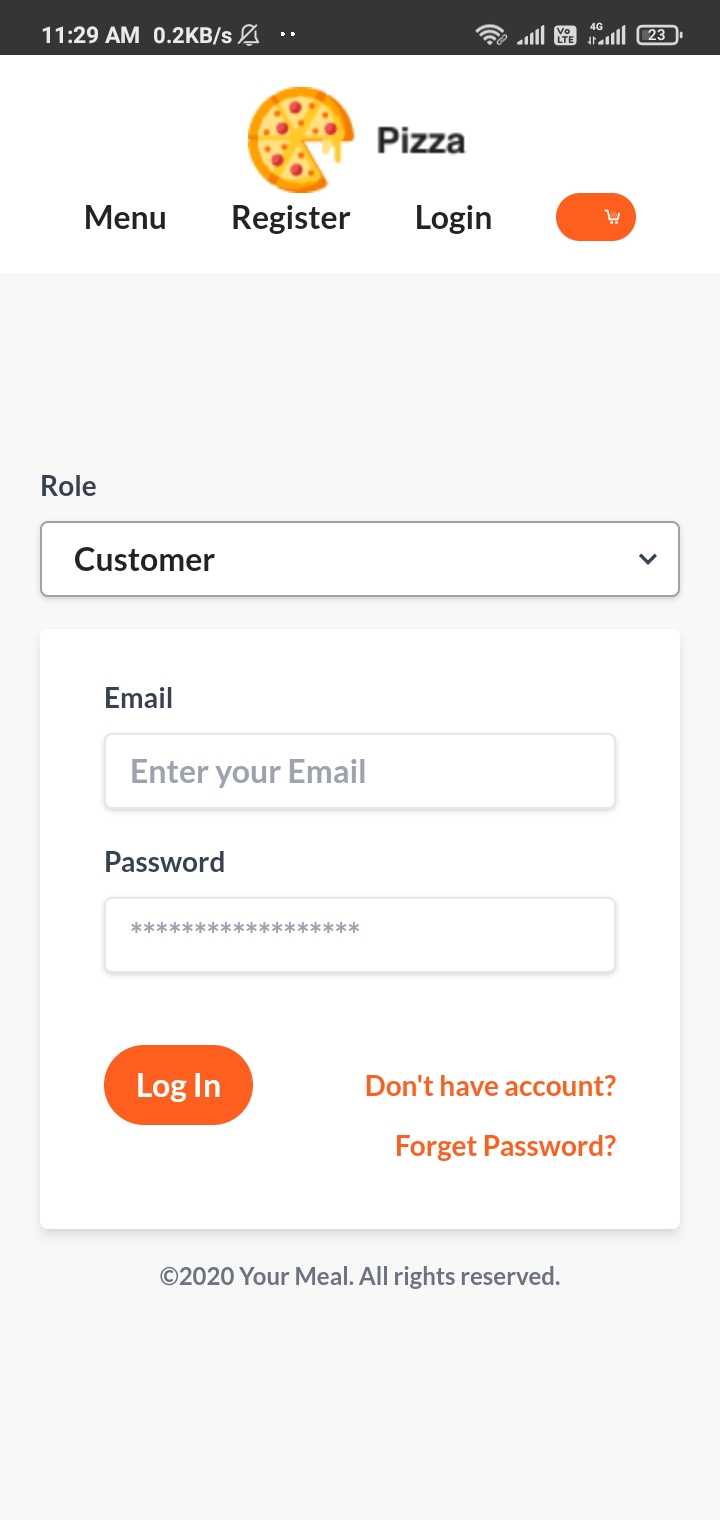 11:29 AM 0.2KB/s
Vo LTE 4G 23
Pizza
Menu Register Login
Role
Customer
Email
Enter your Email
Password
******************
Log In Don't have account?
Forget Password?
©2020 Your Meal. All rights reserved.